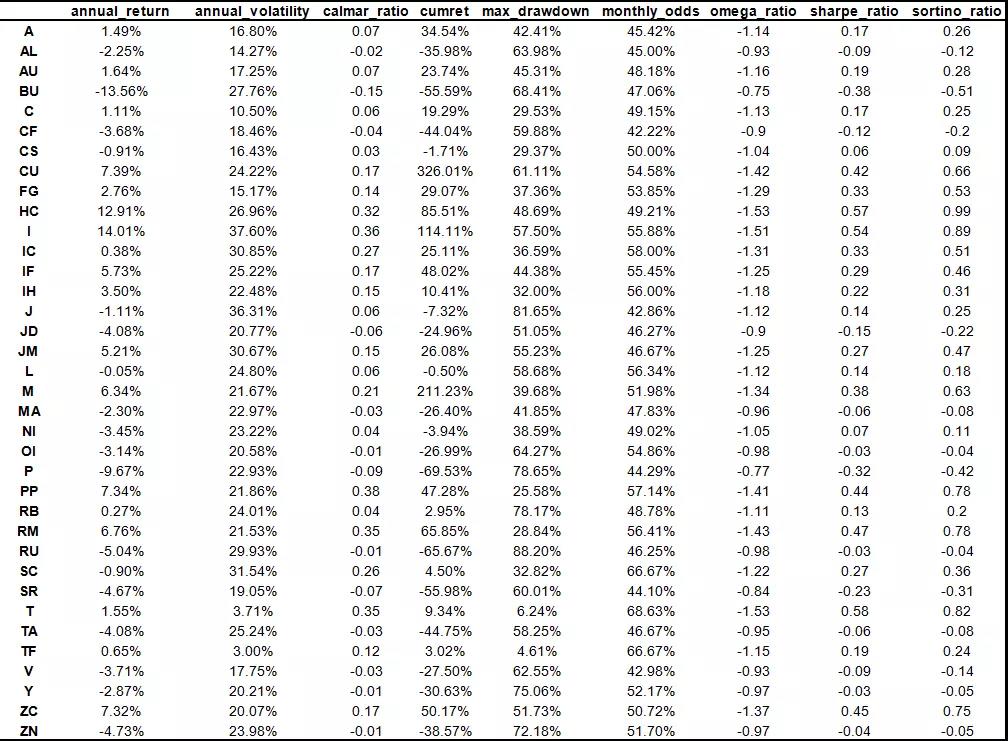 annual_return annual_volatility calmar_ratio cumret max_drawdown monthly_odds omega_ratio sharpe_ratio sortino_ratio
A 1.49% 16.80% 0.07 34.54% 42.41% 45.42% -1.14 0.17 0.26
AL -2.25% 14.27% -0.02 -35.98% 63.98% 45.00% -0.93 -0.09 -0.12
AU 1.64% 17.25% 0.07 23.74% 45.31% 48.18% -1.16 0.19 0.28
BU -13.56% 27.76% -0.15 -55.59% 68.41% 47.06% -0.75 -0.38 -0.51
C 1.11% 10.50% 0.06 19.29% 29.53% 49.15% -1.13 0.17 0.25
CF -3.68% 18.46% -0.04 -44.04% 59.88% 42.22% -0.9 -0.12 -0.2
CS -0.91% 16.43% 0.03 -1.71% 29.37% 50.00% -1.04 0.06 0.09
CU 7.39% 24.22% 0.17 326.01% 61.11% 54.58% -1.42 0.42 0.66
FG 2.76% 15.17% 0.14 29.07% 37.36% 53.85% -1.29 0.33 0.53
HC 12.91% 26.96% 0.32 85.51% 48.69% 49.21% -1.53 0.57 0.99
I 14.01% 37.60% 0.36 114.11% 57.50% 55.88% -1.51 0.54 0.89
IC 0.38% 30.85% 0.27 25.11% 36.59% 58.00% -1.31 0.33 0.51
IF 5.73% 25.22% 0.17 48.02% 44.38% 55.45% -1.25 0.29 0.46
IH 3.50% 22.48% 0.15 10.41% 32.00% 56.00% -1.18 0.22 0.31
J -1.11% 36.31% 0.06 -7.32% 81.65% 42.86% -1.12 0.14 0.25
JD -4.08% 20.77% -0.06 -24.96% 51.05% 46.27% -0.9 -0.15 -0.22
JM 5.21% 30.67% 0.15 26.08% 55.23% 46.67% -1.25 0.27 0.47
L -0.05% 24.80% 0.06 -0.50% 58.68% 56.34% -1.12 0.14 0.18
M 6.34% 21.67% 0.21 211.23% 39.68% 51.98% -1.34 0.38 0.63
MA -2.30% 22.97% -0.03 -26.40% 41.85% 47.83% -0.96 -0.06 -0.08
NI -3.45% 23.22% 0.04 -3.94% 38.59% 49.02% -1.05 0.07 0.11
OI -3.14% 20.58% -0.01 -26.99% 64.27% 54.86% -0.98 -0.03 -0.04
P -9.67% 22.93% -0.09 -69.53% 78.65% 44.29% -0.77 -0.32 -0.42
PP 7.34% 21.86% 0.38 47.28% 25.58% 57.14% -1.41 0.44 0.78
RB 0.27% 24.01% 0.04 2.95% 78.17% 48.78% -1.11 0.13 0.2
RM 6.76% 21.53% 0.35 65.85% 28.84% 56.41% -1.43 0.47 0.78
RU -5.04% 29.93% -0.01 -65.67% 88.20% 46.25% -0.98 -0.03 -0.04
SC -0.90% 31.54% 0.26 4.50% 32.82% 66.67% -1.22 0.27 0.36
SR -4.67% 19.05% -0.07 -55.98% 60.01% 44.10% -0.84 -0.23 -0.31
T 1.55% 3.71% 0.35 9.34% 6.24% 68.63% -1.53 0.58 0.82
TA -4.08% 25.24% -0.03 -44.75% 58.25% 46.67% -0.95 -0.06 -0.08
TF 0.65% 3.00% 0.12 3.02% 4.61% 66.67% -1.15 0.19 0.24
V -3.71% 17.75% -0.03 -27.50% 62.55% 42.98% -0.93 -0.09 -0.14
Y -2.87% 20.21% -0.01 -30.63% 75.06% 52.17% -0.97 -0.03 -0.05
ZC 7.32% 20.07% 0.17 50.17% 51.73% 50.72% -1.37 0.45 0.75
ZN -4.73% 23.98% -0.01 -38.57% 72.18% 51.70% -0.97 -0.04 -0.05